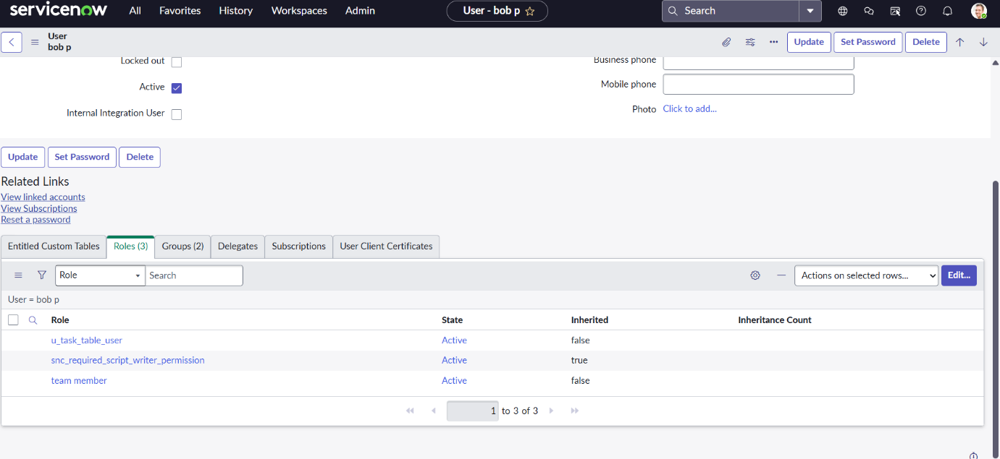 servicenow All Favorites History Workspaces Admin User - bob p Search
User
bob p
Update Set Password Delete
Locked out
Business phone
Active
Mobile phone
Internal Integration User
Photo Click to add...
Update Set Password Delete
Related Links
View linked accounts
View Subscriptions
Reset a password
Entitled Custom Tables Roles (3) Groups (2) Delegates Subscriptions User Client Certificates
Role Search Actions on selected rows... Edit...
User = bob p
Role State Inherited Inheritance Count
u_task_table_user Active false
snc_required_script_writer_permission Active true
team member Active false
1 to 3 of 3